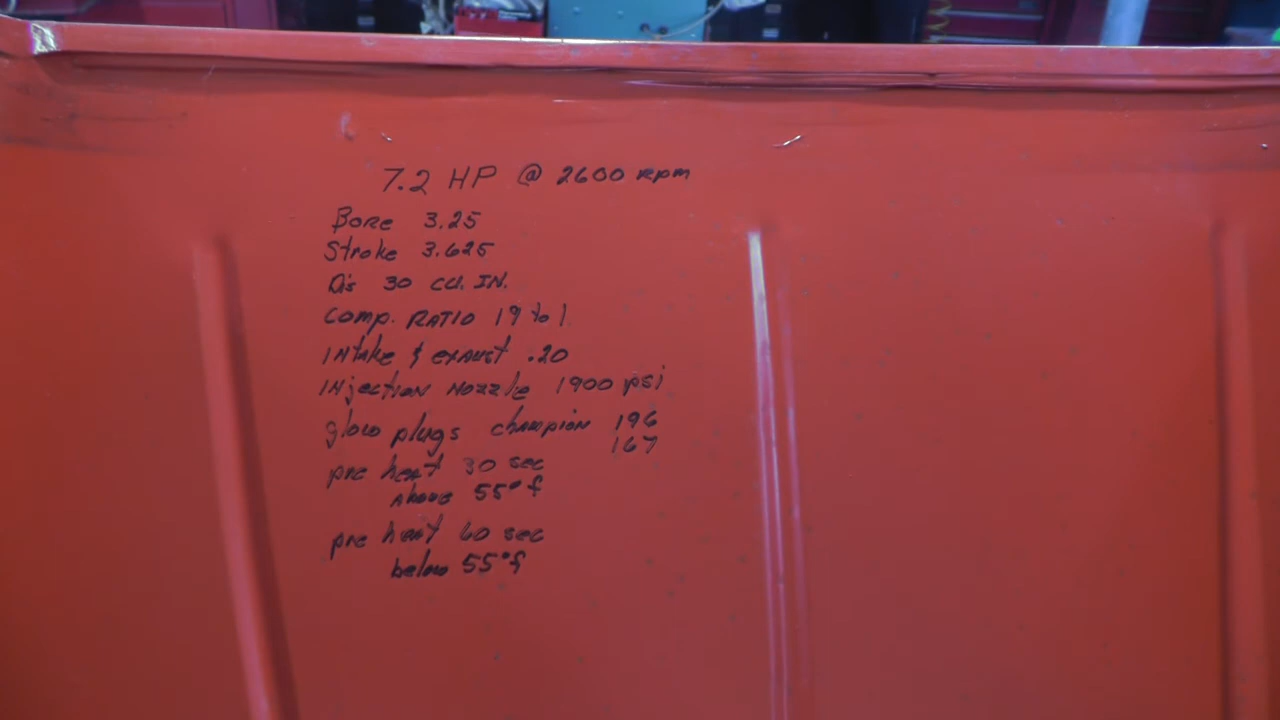 7.2 HP @ 2600 rpm
Bore 3.25
Stroke 3.625
Dis 30 CU. IN.
Comp. RATIO 19 to 1
INtake & exhaust .20
INjection Nozzle 1900 psi
glow plugs champion 196
167
pre heat 30 sec
Above 55°f
pre heat 60 sec
below 55°f